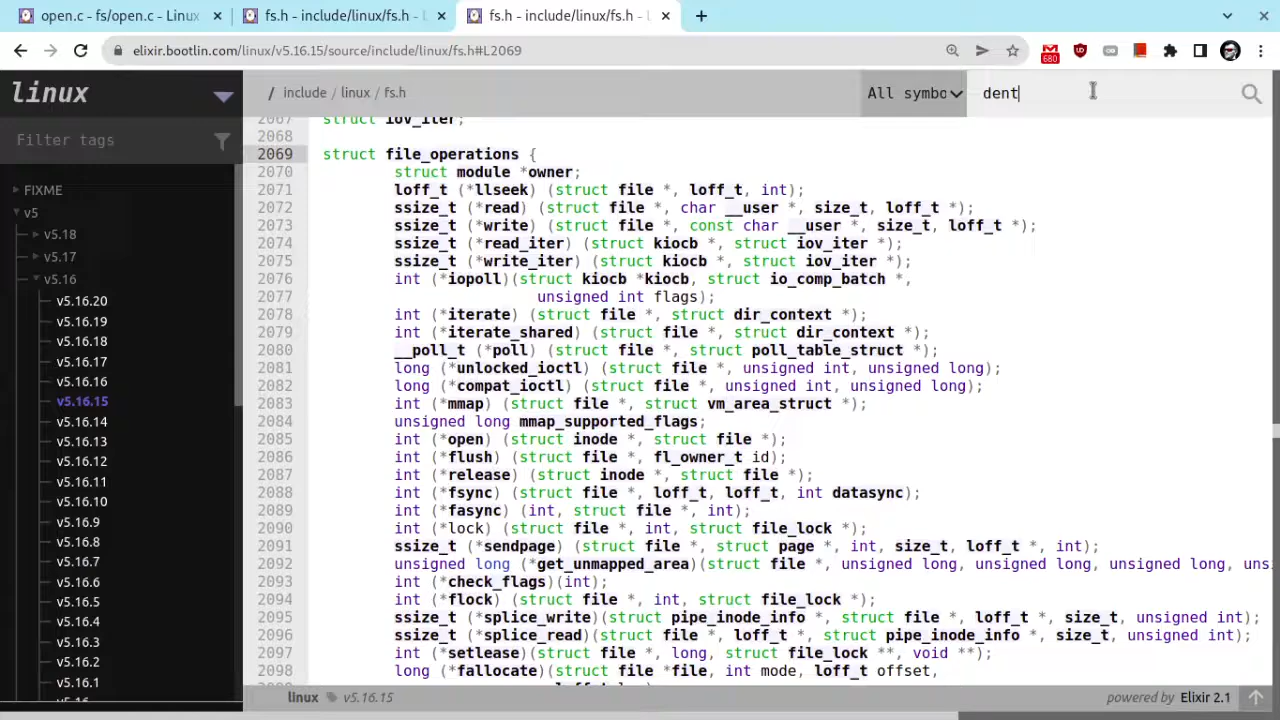 open.c - fs/open.c - Linux
fs.h - include/linux/fs.h - l
fs.h - include/linux/fs.h - l
elixir.bootlin.com/linux/v5.16.15/source/include/linux/fs.h#L2069
680
linux
/ include / linux / fs.h
All symbo
dent
Filter tags
FIXME
v5
v5.18
v5.17
v5.16
v5.16.20
v5.16.19
v5.16.18
v5.16.17
v5.16.16
v5.16.15
v5.16.14
v5.16.13
v5.16.12
v5.16.11
v5.16.10
v5.16.9
v5.16.8
v5.16.7
v5.16.6
v5.16.5
v5.16.4
v5.16.3
v5.16.2
v5.16.1
v5.16
2067 struct iov_iter;
2068
2069 struct file_operations {
2070 struct module *owner;
2071 loff_t (*llseek) (struct file *, loff_t, int);
2072 ssize_t (*read) (struct file *, char __user *, size_t, loff_t *);
2073 ssize_t (*write) (struct file *, const char __user *, size_t, loff_t *);
2074 ssize_t (*read_iter) (struct kiocb *, struct iov_iter *);
2075 ssize_t (*write_iter) (struct kiocb *, struct iov_iter *);
2076 int (*iopoll)(struct kiocb *kiocb, struct io_comp_batch *,
2077 unsigned int flags);
2078 int (*iterate) (struct file *, struct dir_context *);
2079 int (*iterate_shared) (struct file *, struct dir_context *);
2080 __poll_t (*poll) (struct file *, struct poll_table_struct *);
2081 long (*unlocked_ioctl) (struct file *, unsigned int, unsigned long);
2082 long (*compat_ioctl) (struct file *, unsigned int, unsigned long);
2083 int (*mmap) (struct file *, struct vm_area_struct *);
2084 unsigned long mmap_supported_flags;
2085 int (*open) (struct inode *, struct file *);
2086 int (*flush) (struct file *, fl_owner_t id);
2087 int (*release) (struct inode *, struct file *);
2088 int (*fsync) (struct file *, loff_t, loff_t, int datasync);
2089 int (*fasync) (int, struct file *, int);
2090 int (*lock) (struct file *, int, struct file_lock *);
2091 ssize_t (*sendpage) (struct file *, struct page *, int, size_t, loff_t *, int);
2092 unsigned long (*get_unmapped_area)(struct file *, unsigned long, unsigned long, unsigned long, uns
2093 int (*check_flags)(int);
2094 int (*flock) (struct file *, int, struct file_lock *);
2095 ssize_t (*splice_write)(struct pipe_inode_info *, struct file *, loff_t *, size_t, unsigned int);
2096 ssize_t (*splice_read)(struct file *, loff_t *, struct pipe_inode_info *, size_t, unsigned int);
2097 int (*setlease)(struct file *, long, struct file_lock **, void **);
2098 long (*fallocate)(struct file *file, int mode, loff_t offset,
linux v5.16.15
powered by Elixir 2.1